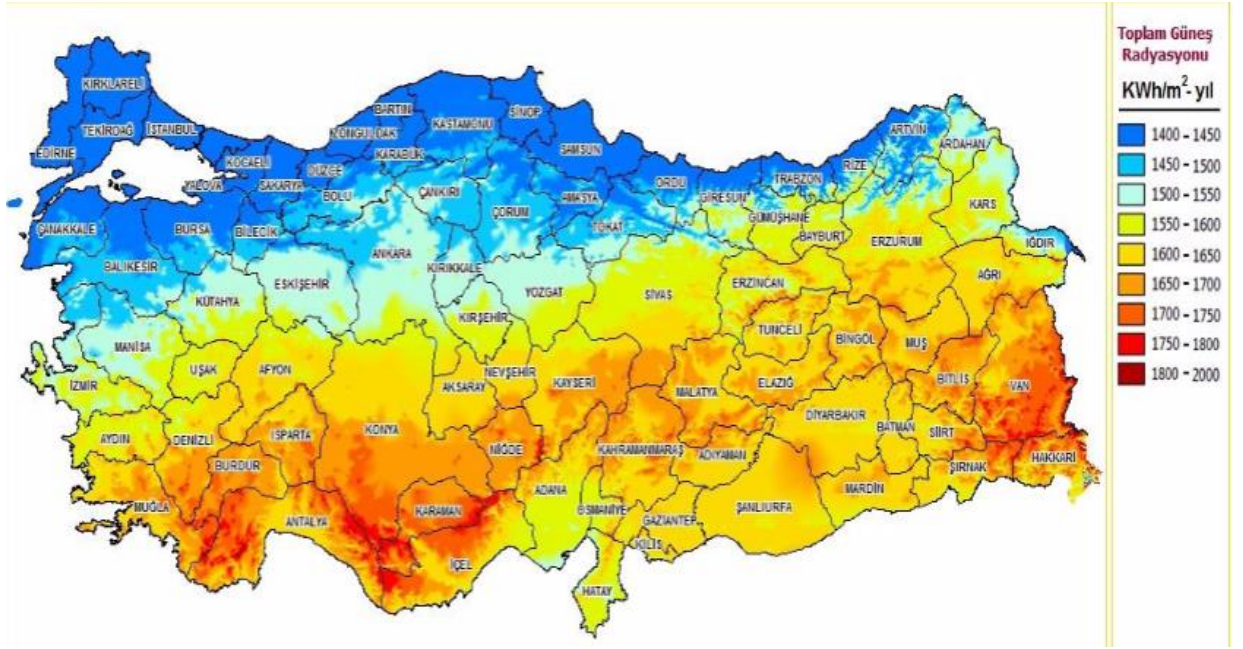 Toplam Güneş
Radyasyonu
KWh/m²- yıl
1400 - 1450
1450 - 1500
1500 - 1550
1550 - 1600
1600 - 1650
1650 - 1700
1700 - 1750
1750 - 1800
1800 - 2000
KIRKLARELİ
TEKİRDAĞ
İSTANBUL
EDİRNE
KOCAELİ
YALOVA
SAKARYA
DÜZCE
BOLU
ZONGULDAK
BARTIN
KARABÜK
KASTAMONU
SİNOP
SAMSUN
ÇANKIRI
ÇORUM
AMASYA
TOKAT
ORDU
GİRESUN
TRABZON
RİZE
ARTVİN
ARDAHAN
GÜMÜŞHANE
BAYBURT
ERZURUM
KARS
IĞDIR
AĞRI
ÇANAKKALE
BURSA
BİLECİK
BALIKESİR
KÜTAHYA
ESKİŞEHİR
ANKARA
KIRIKKALE
YOZGAT
KIRŞEHİR
SİVAS
ERZİNCAN
TUNCELİ
BİNGÖL
MUŞ
BİTLİS
VAN
MANİSA
İZMİR
UŞAK
AFYON
AKSARAY
NEVŞEHİR
KAYSERİ
MALATYA
ELAZIĞ
DİYARBAKIR
BATMAN
SİİRT
ŞIRNAK
HAKKARİ
AYDIN
DENİZLİ
ISPARTA
BURDUR
KONYA
NİĞDE
KAHRAMANMARAŞ
ADIYAMAN
MARDİN
MUĞLA
ANTALYA
KARAMAN
İÇEL
ADANA
OSMANİYE
GAZİANTEP
KİLİS
ŞANLIURFA
HATAY